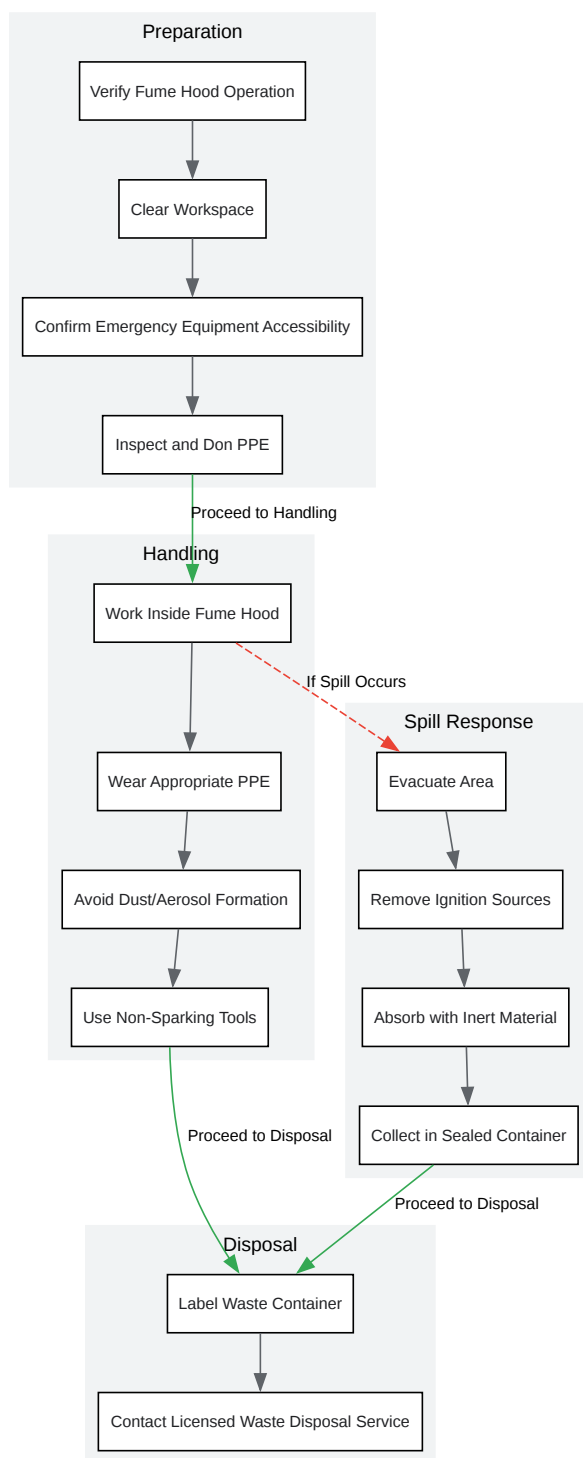 Preparation
Verify Fume Hood Operation
Clear Workspace
Confirm Emergency Equipment Accessibility
Inspect and Don PPE
Proceed to Handling
Handling
Work Inside Fume Hood
If Spill Occurs
Spill Response
Wear Appropriate PPE
Evacuate Area
Avoid Dust/Aerosol Formation
Remove Ignition Sources
Use Non-Sparking Tools
Absorb with Inert Material
Collect in Sealed Container
Proceed to Disposal
Proceed to Disposal
Disposal
Label Waste Container
Contact Licensed Waste Disposal Service